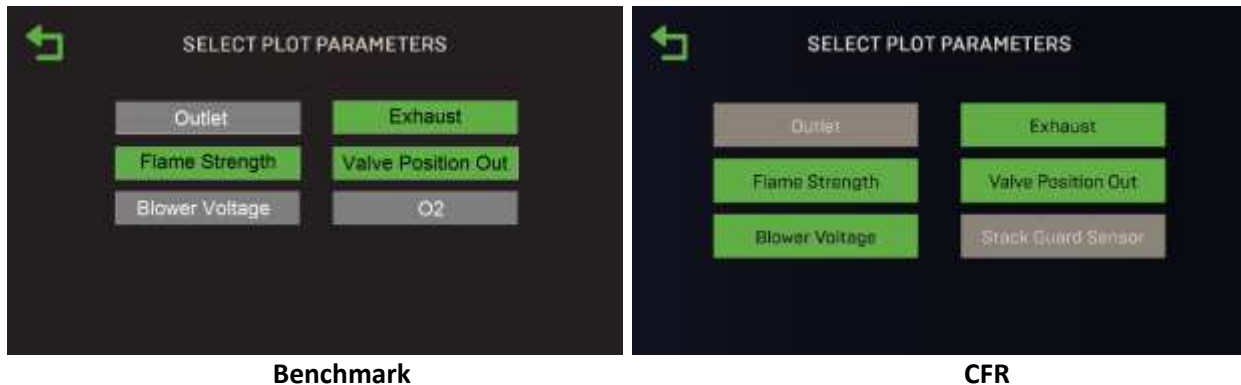 SELECT PLOT PARAMETERS
Outlet Exhaust
Flame Strength Valve Position Out
Blower Voltage O2
Benchmark
SELECT PLOT PARAMETERS
Outlet Exhaust
Flame Strength Valve Position Out
Blower Voltage Stack Guard Sensor
CFR